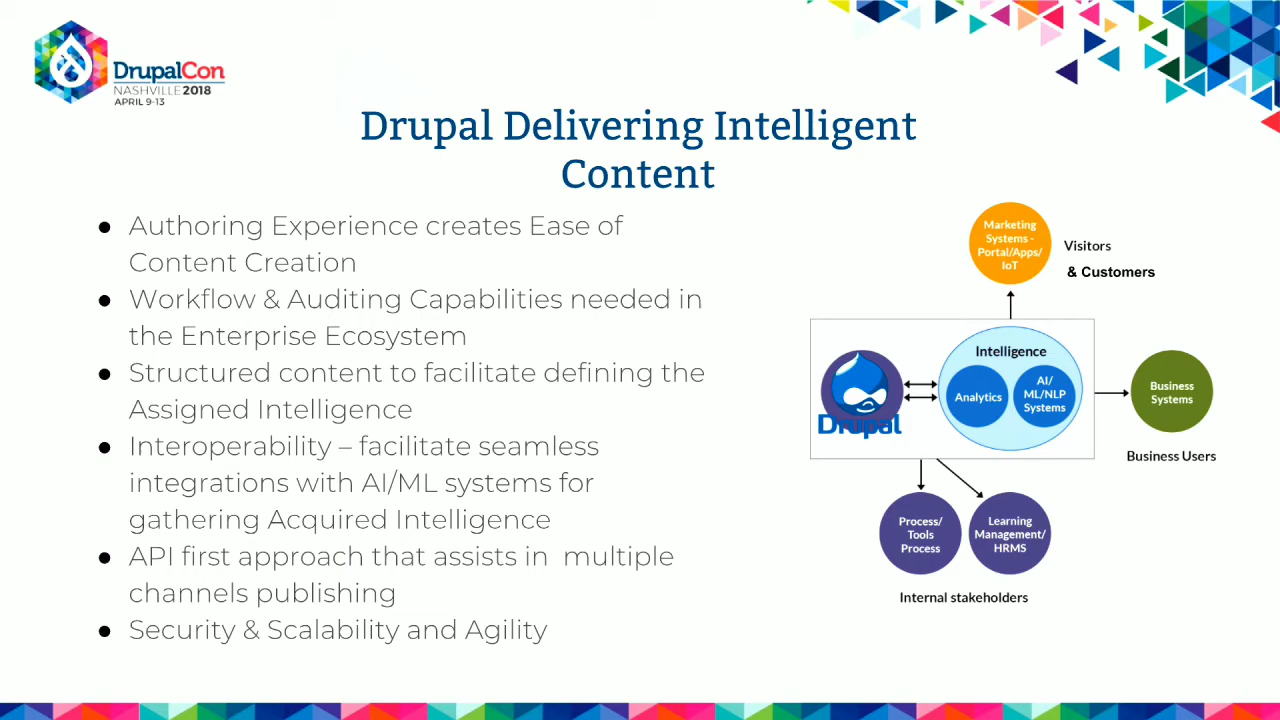 DrupalCon
NASHVILLE 2018
APRIL 9-13
Drupal Delivering Intelligent
Content
● Authoring Experience creates Ease of
Content Creation
● Workflow & Auditing Capabilities needed in
the Enterprise Ecosystem
● Structured content to facilitate defining the
Assigned Intelligence
● Interoperability – facilitate seamless
integrations with AI/ML systems for
gathering Acquired Intelligence
● API first approach that assists in multiple
channels publishing
● Security & Scalability and Agility
Marketing
Systems -
Portal/Apps/
IoT
Visitors
& Customers
Intelligence
Analytics
AI/
ML/NLP
Systems
Drupal
Business
Systems
Business Users
Process/
Tools
Process
Learning
Management/
HRMS
Internal stakeholders